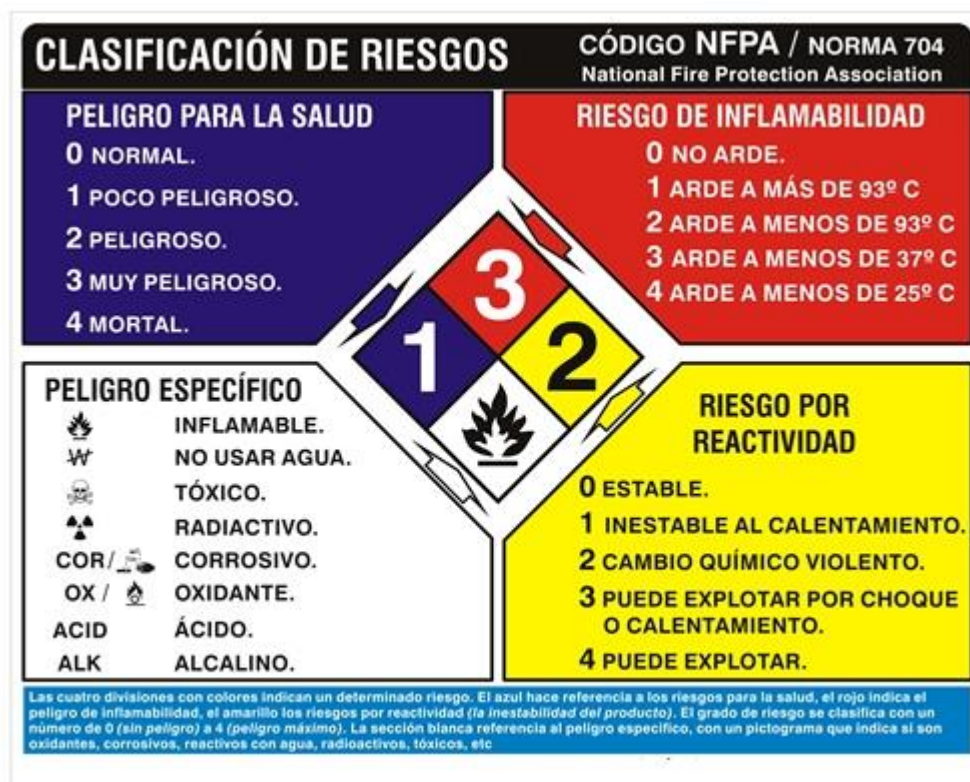 CLASIFICACIÓN DE RIESGOS
CÓDIGO NFPA / NORMA 704
National Fire Protection Association
PELIGRO PARA LA SALUD
0 NORMAL.
1 POCO PELIGROSO.
2 PELIGROSO.
3 MUY PELIGROSO.
4 MORTAL.
RIESGO DE INFLAMABILIDAD
0 NO ARDE.
1 ARDE A MÁS DE 93º C
2 ARDE A MENOS DE 93º C
3 ARDE A MENOS DE 37º C
4 ARDE A MENOS DE 25º C
3
1
2
PELIGRO ESPECÍFICO
INFLAMABLE.
W NO USAR AGUA.
TÓXICO.
RADIACTIVO.
COR/ CORROSIVO.
OX / OXIDANTE.
ACID ÁCIDO.
ALK ALCALINO.
RIESGO POR
REACTIVIDAD
0 ESTABLE.
1 INESTABLE AL CALENTAMIENTO.
2 CAMBIO QUÍMICO VIOLENTO.
3 PUEDE EXPLOTAR POR CHOQUE
O CALENTAMIENTO.
4 PUEDE EXPLOTAR.
Las cuatro divisiones con colores indican un determinado riesgo. El azul hace referencia a los riesgos para la salud, el rojo indica el
peligro de inflamabilidad, el amarillo los riesgos por reactividad (la inestabilidad del producto). El grado de riesgo se clasifica con un
número de 0 (sin peligro) a 4 (peligro máximo). La sección blanca referencia al peligro especifico, con un pictograma que indica si son
oxidantes, corrosivos, reactivos con agua, radioactivos, tóxicos, etc